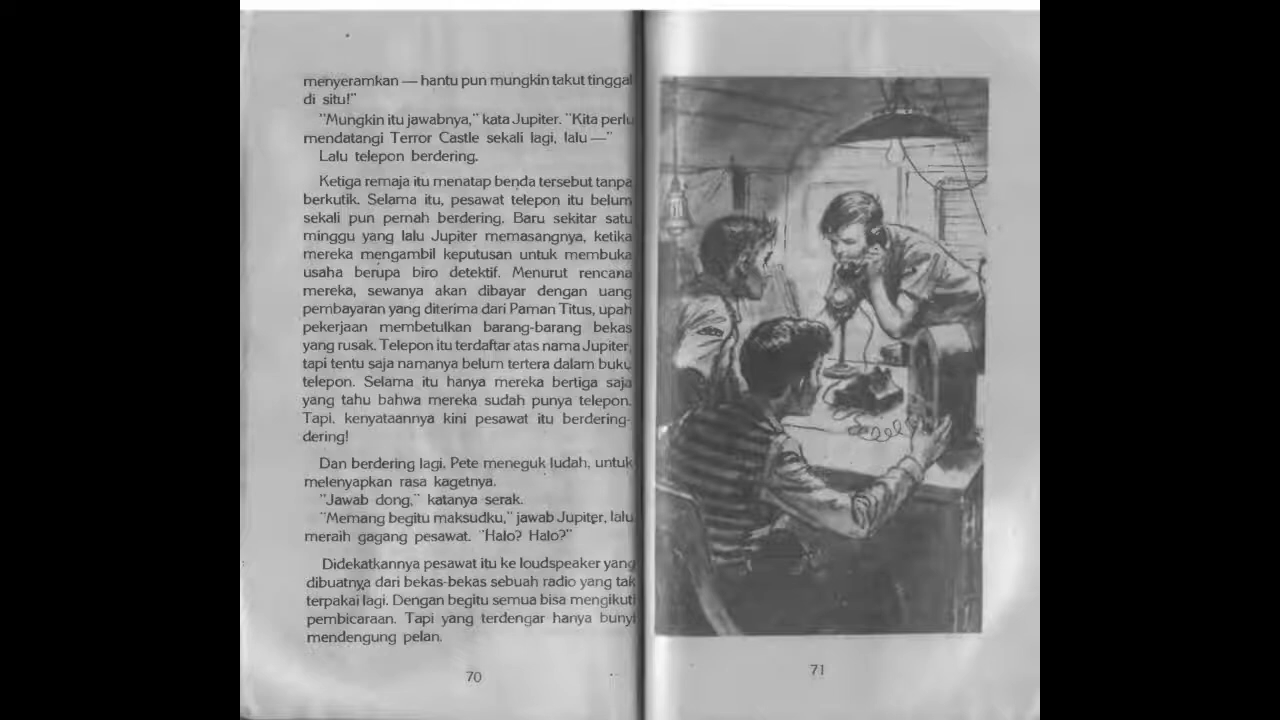 menyeramkan — hantu pun mungkin takut tinggal
di situ!"
"Mungkin itu jawabnya," kata Jupiter. "Kita perlu
mendatangi Terror Castle sekali lagi, lalu —"
Lalu telepon berdering.
Ketiga remaja itu menatap benda tersebut tanpa
berkutik. Selama itu, pesawat telepon itu belum
sekali pun pernah berdering. Baru sekitar satu
minggu yang lalu Jupiter memasangnya, ketika
mereka mengambil keputusan untuk membuka
usaha berupa biro detektif. Menurut rencana
mereka, sewanya akan dibayar dengan uang
pembayaran yang diterima dari Paman Titus, upah
pekerjaan membetulkan barang-barang bekas
yang rusak. Telepon itu terdaftar atas nama Jupiter,
tapi tentu saja namanya belum tertera dalam buku
telepon. Selama itu hanya mereka bertiga saja
yang tahu bahwa mereka sudah punya telepon.
Tapi, kenyataannya kini pesawat itu berdering-
dering!
Dan berdering lagi. Pete meneguk ludah, untuk
melenyapkan rasa kagetnya.
"Jawab dong," katanya serak.
"Memang begitu maksudku," jawab Jupiter, lalu
meraih gagang pesawat. "Halo? Halo?"
Didekatkannya pesawat itu ke loudspeaker yang
dibuatnya dari bekas-bekas sebuah radio yang tak
terpakai lagi. Dengan begitu semua bisa mengikuti
pembicaraan. Tapi yang terdengar hanya bunyi
mendengung pelan.
70
71